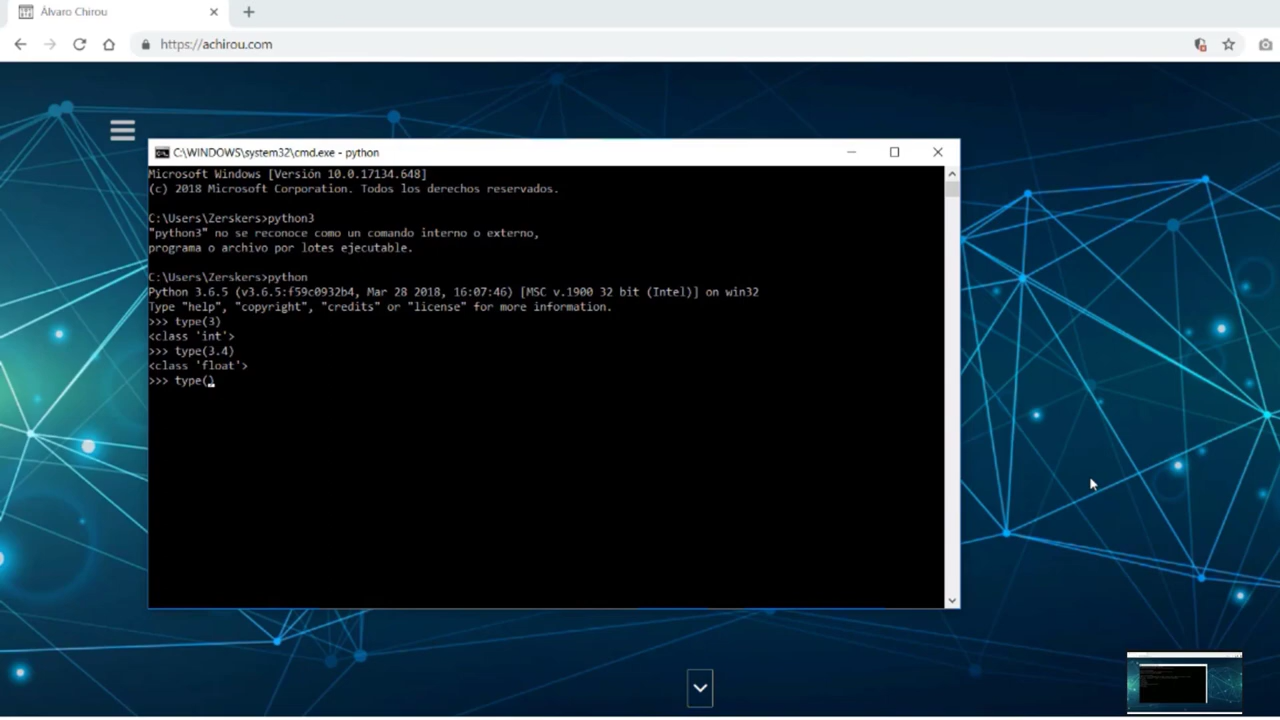 Álvaro Chirou
https://achirou.com
C:\WINDOWS\system32\cmd.exe - python
Microsoft Windows [Versión 10.0.17134.648]
(c) 2018 Microsoft Corporation. Todos los derechos reservados.
C:\Users\Zerskers>python3
"python3" no se reconoce como un comando interno o externo,
programa o archivo por lotes ejecutable.
C:\Users\Zerskers>python
Python 3.6.5 (v3.6.5:f59c0932b4, Mar 28 2018, 16:07:46) [MSC v.1900 32 bit (Intel)] on win32
Type "help", "copyright", "credits" or "license" for more information.
>>> type(3)
<class 'int'>
>>> type(3.4)
<class 'float'>
>>> type()